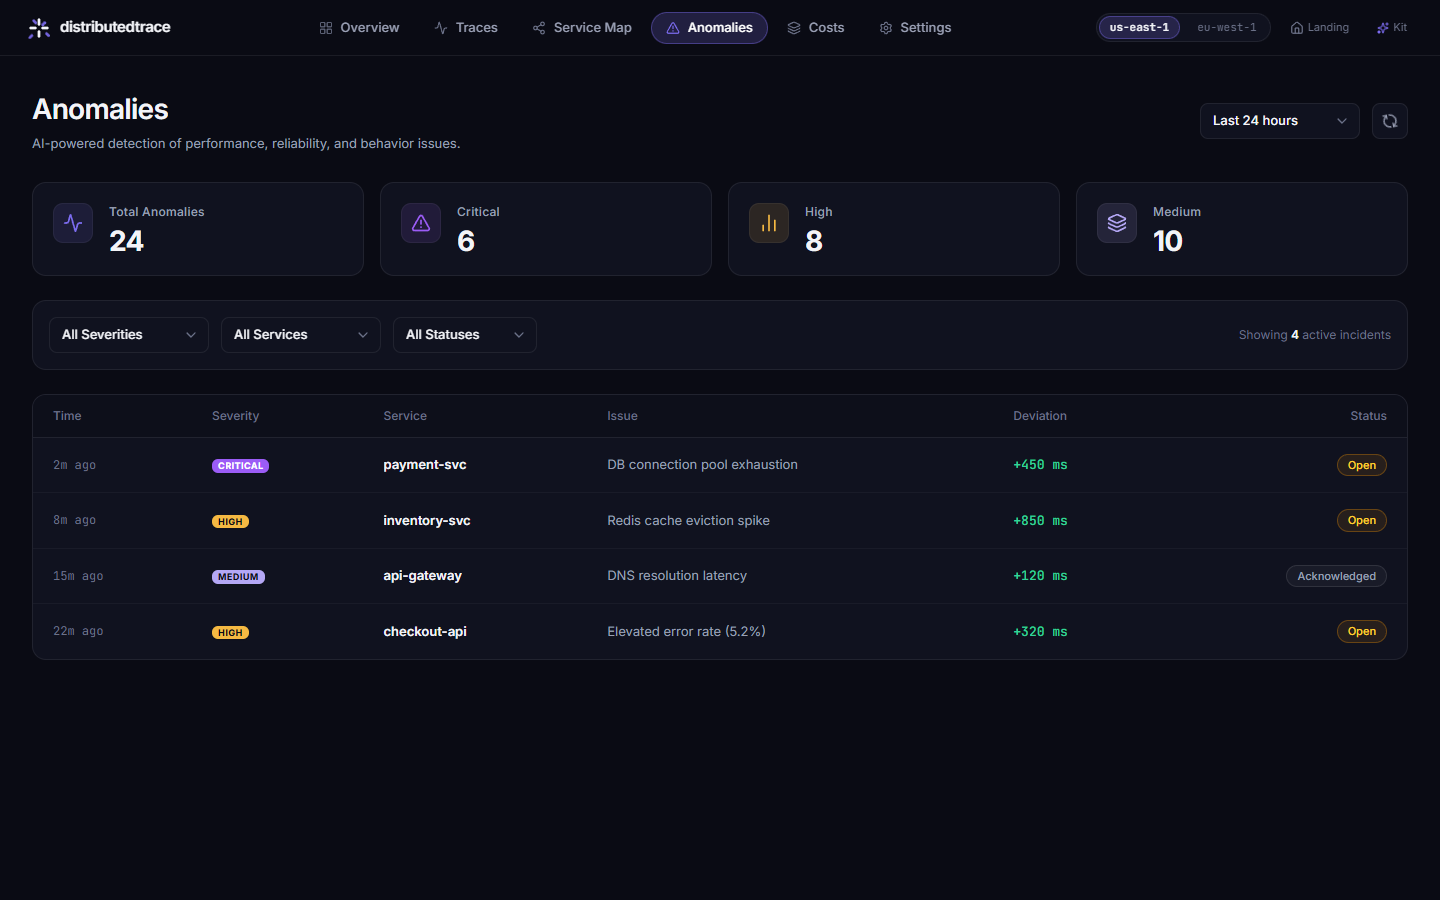 distributedtrace
Overview
Traces
Service Map
Anomalies
Costs
Settings
us-east-1
eu-west-1
Landing
Kit
Anomalies
AI-powered detection of performance, reliability, and behavior issues.
Last 24 hours
Total Anomalies
24
Critical
6
High
8
Medium
10
All Severities
All Services
All Statuses
Showing 4 active incidents
Time Severity Service Issue Deviation Status
2m ago CRITICAL payment-svc DB connection pool exhaustion +450 ms Open
8m ago HIGH inventory-svc Redis cache eviction spike +850 ms Open
15m ago MEDIUM api-gateway DNS resolution latency +120 ms Acknowledged
22m ago HIGH checkout-api Elevated error rate (5.2%) +320 ms Open